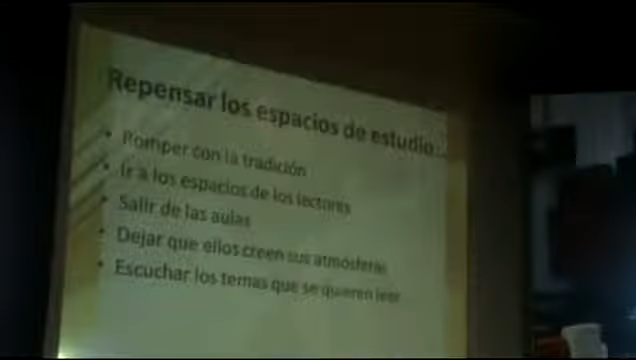 Repensar los espacios de estudio...
• Romper con la tradición
• Ir a los espacios de los lectores
• Salir de las aulas
• Dejar que ellos creen sus atmósferas
• Escuchar los temas que se quieren leer